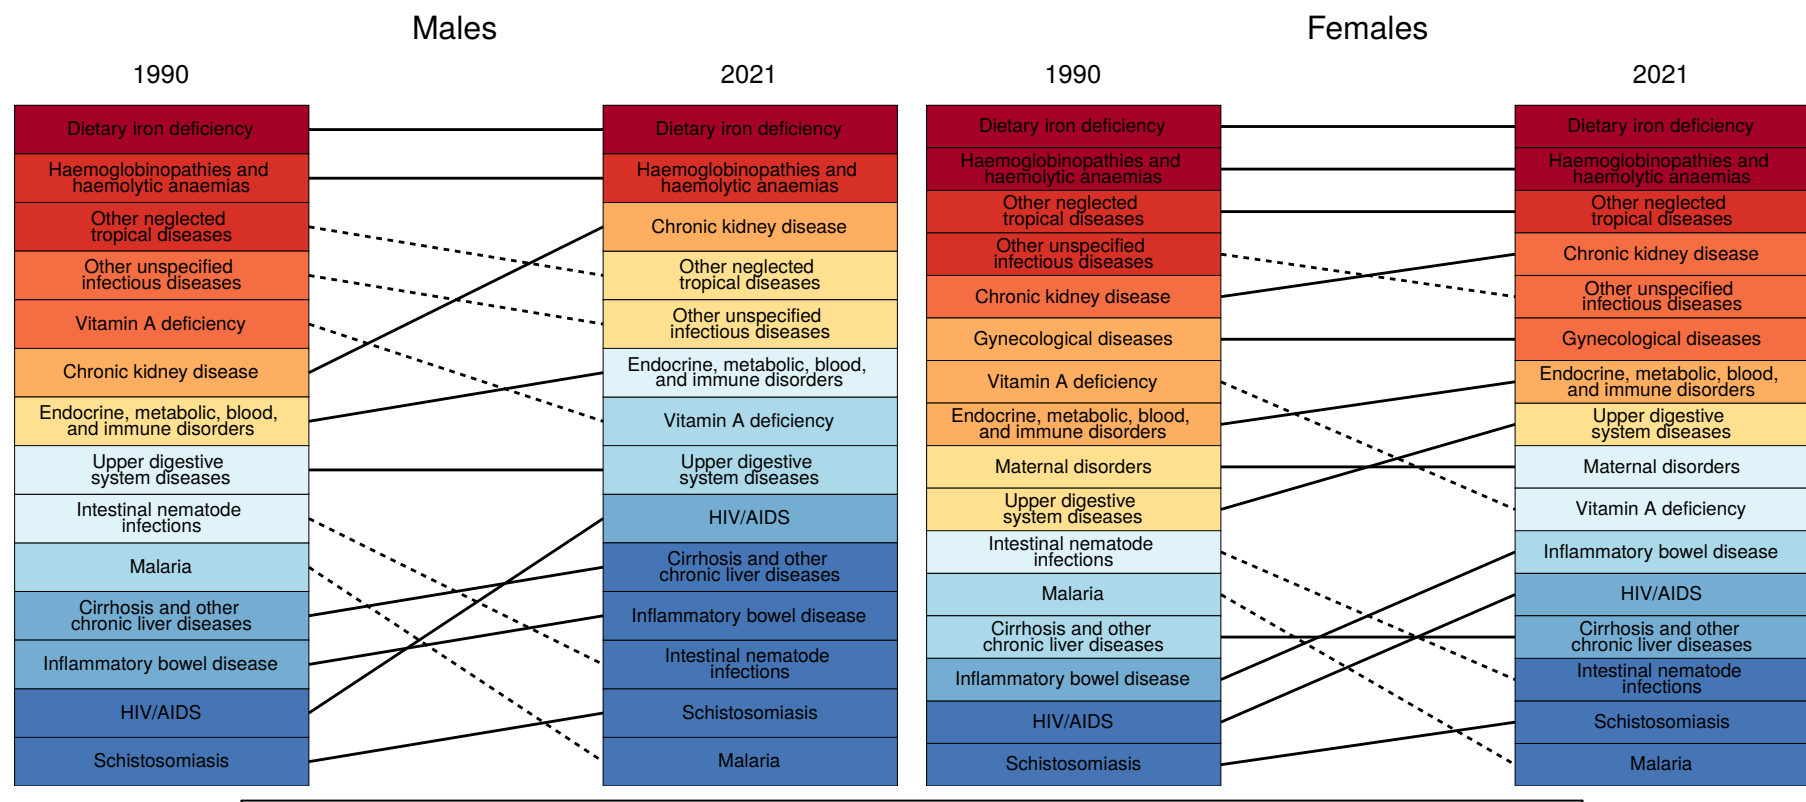 Males
Females
1990
2021
1990
2021
Dietary iron deficiency
Haemoglobinopathies and
haemolytic anaemias
Other neglected
tropical diseases
Other unspecified
infectious diseases
Vitamin A deficiency
Chronic kidney disease
Endocrine, metabolic, blood,
and immune disorders
Upper digestive
system diseases
Intestinal nematode
infections
Malaria
Cirrhosis and other
chronic liver diseases
Inflammatory bowel disease
HIV/AIDS
Schistosomiasis
Dietary iron deficiency
Haemoglobinopathies and
haemolytic anaemias
Chronic kidney disease
Other neglected
tropical diseases
Other unspecified
infectious diseases
Endocrine, metabolic, blood,
and immune disorders
Vitamin A deficiency
Upper digestive
system diseases
HIV/AIDS
Cirrhosis and other
chronic liver diseases
Inflammatory bowel disease
Intestinal nematode
infections
Schistosomiasis
Malaria
Dietary iron deficiency
Haemoglobinopathies and
haemolytic anaemias
Other neglected
tropical diseases
Other unspecified
infectious diseases
Chronic kidney disease
Gynecological diseases
Vitamin A deficiency
Endocrine, metabolic, blood,
and immune disorders
Maternal disorders
Upper digestive
system diseases
Intestinal nematode
infections
Malaria
Cirrhosis and other
chronic liver diseases
Inflammatory bowel disease
HIV/AIDS
Schistosomiasis
Dietary iron deficiency
Haemoglobinopathies and
haemolytic anaemias
Other neglected
tropical diseases
Chronic kidney disease
Other unspecified
infectious diseases
Gynecological diseases
Endocrine, metabolic, blood,
and immune disorders
Upper digestive
system diseases
Maternal disorders
Vitamin A deficiency
Inflammatory bowel disease
HIV/AIDS
Cirrhosis and other
chronic liver diseases
Intestinal nematode
infections
Schistosomiasis
Malaria